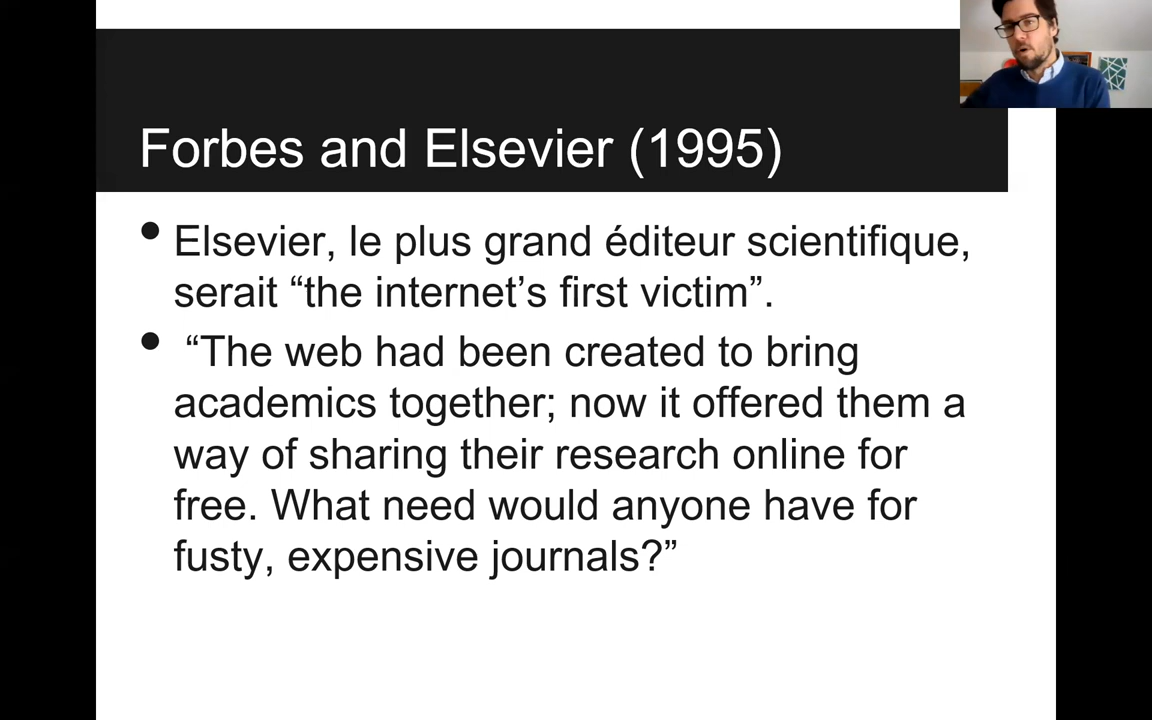 Forbes and Elsevier (1995)
• Elsevier, le plus grand éditeur scientifique,
serait “the internet’s first victim”.
• “The web had been created to bring
academics together; now it offered them a
way of sharing their research online for
free. What need would anyone have for
fusty, expensive journals?”